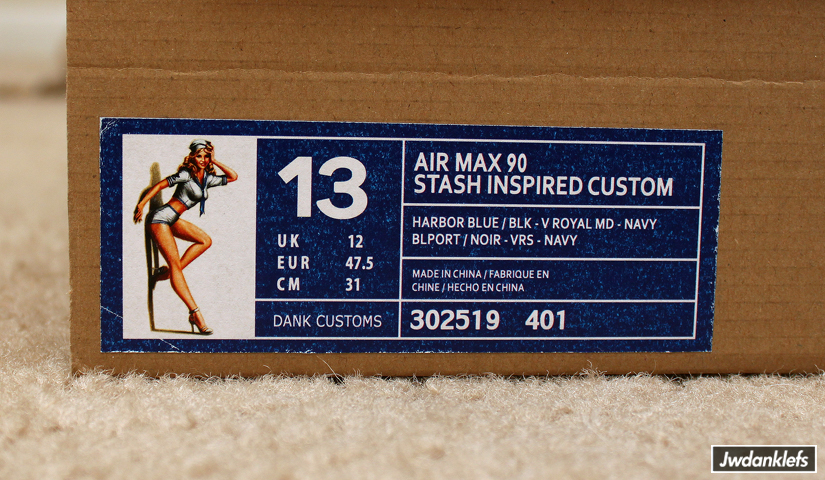 13
UK 12
EUR 47.5
CM 31
DANK CUSTOMS
AIR MAX 90
STASH INSPIRED CUSTOM
HARBOR BLUE / BLK - V ROYAL MD - NAVY
BLPORT / NOIR - VRS - NAVY
MADE IN CHINA / FABRIQUE EN
CHINE / HECHO EN CHINA
302519 401
Jwdanklefs